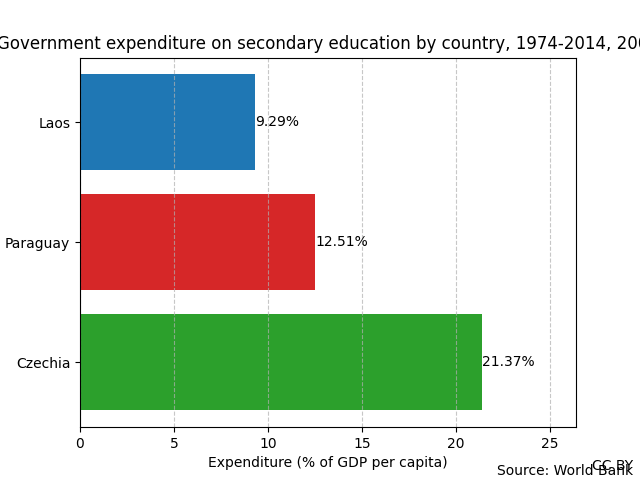 Government expenditure on secondary education by country, 1974-2014,
Laos
9.29%
Paraguay
12.51%
Czechia
21.37%
0 5 10 15 20 25
Expenditure (% of GDP per capita)
CC BY
Source: World Bank